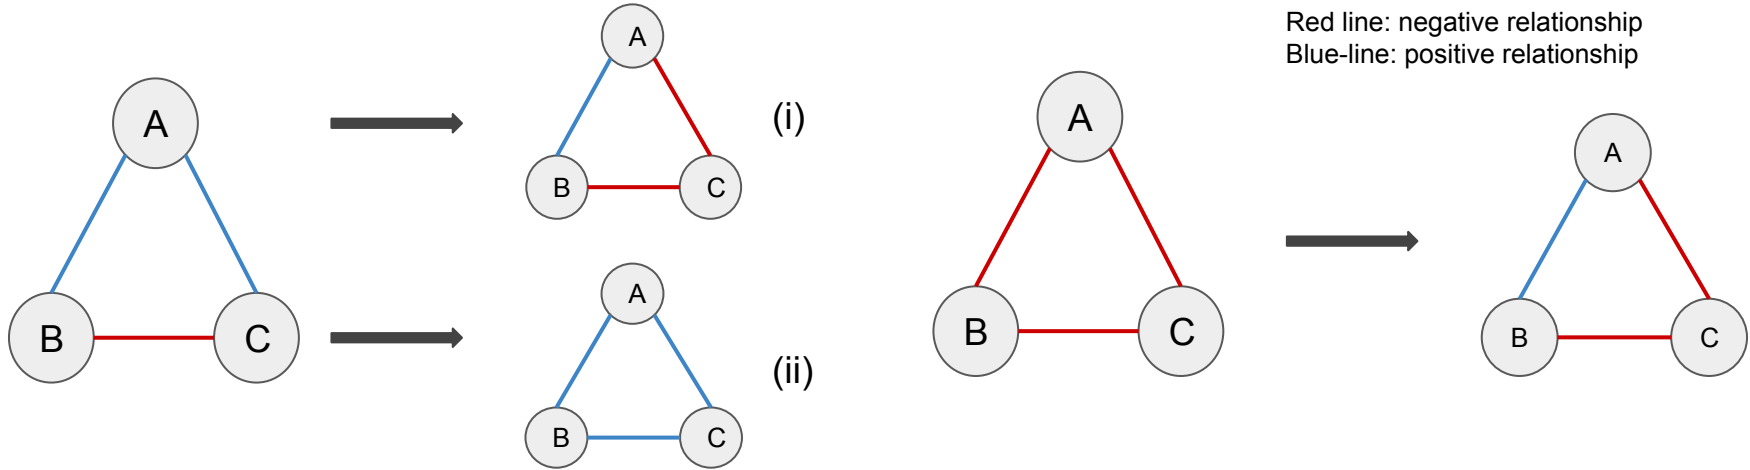 Red line: negative relationship
Blue-line: positive relationship
A
B
C
A
B
C
(i)
A
B
C
(ii)
A
B
C
A
B
C